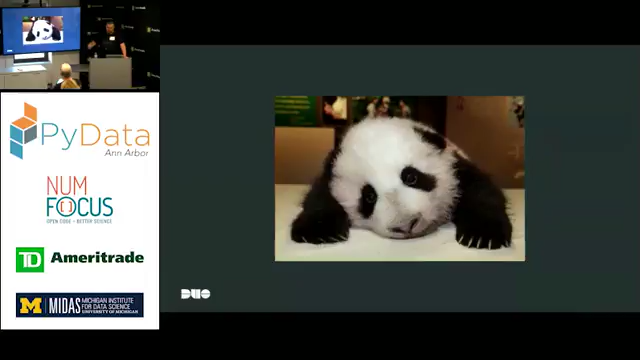 PyData
Ann Arbor
NUM
FOCUS
OPEN CODE = BETTER SCIENCE
TD Ameritrade
M MIDAS MICHIGAN INSTITUTE
FOR DATA SCIENCE
UNIVERSITY OF MICHIGAN
DUO